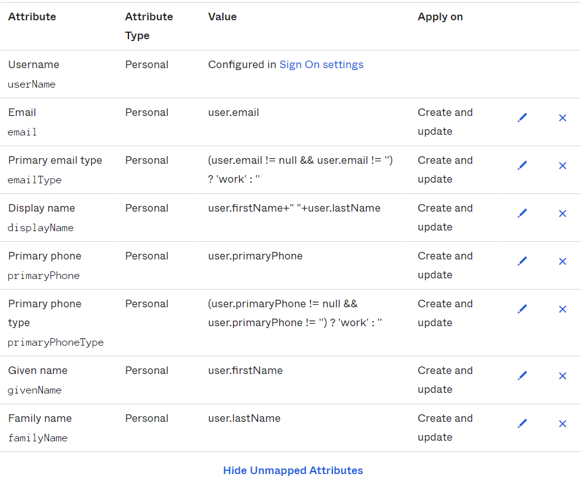 Attribute Attribute Type Value Apply on
Username Personal Configured in Sign On settings
userName
Email Personal user.email Create and
email update
Primary email type Personal (user.email != null && user.email != '') Create and
emailType ? 'work' : '' update
Display name Personal user.firstName+" "+user.lastName Create and
displayName update
Primary phone Personal user.primaryPhone Create and
primaryPhone update
Primary phone Personal (user.primaryPhone != null && Create and
type user.primaryPhone != '') ? 'work' : '' update
primaryPhoneType
Given name Personal user.firstName Create and
givenName update
Family name Personal user.lastName Create and
familyName update
Hide Unmapped Attributes